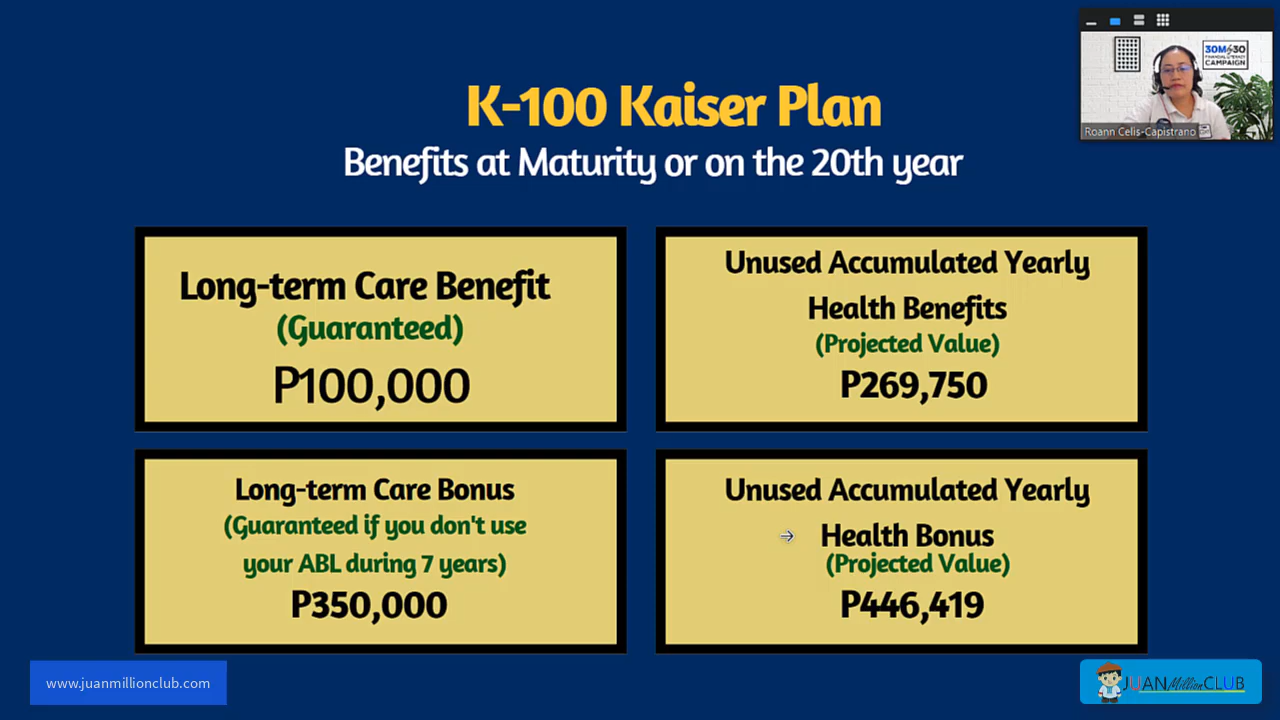 K-100 Kaiser Plan
Benefits at Maturity or on the 20th year
Long-term Care Benefit
(Guaranteed)
P100,000
Unused Accumulated Yearly
Health Benefits
(Projected Value)
P269,750
Long-term Care Bonus
(Guaranteed if you don't use
your ABL during 7 years)
P350,000
Unused Accumulated Yearly
Health Bonus
(Projected Value)
P446,419
30M by 30
FINANCIAL LITERACY
CAMPAIGN
Roann Celis-Capistrano
www.juanmillionclub.com
JUAN Million CLUB